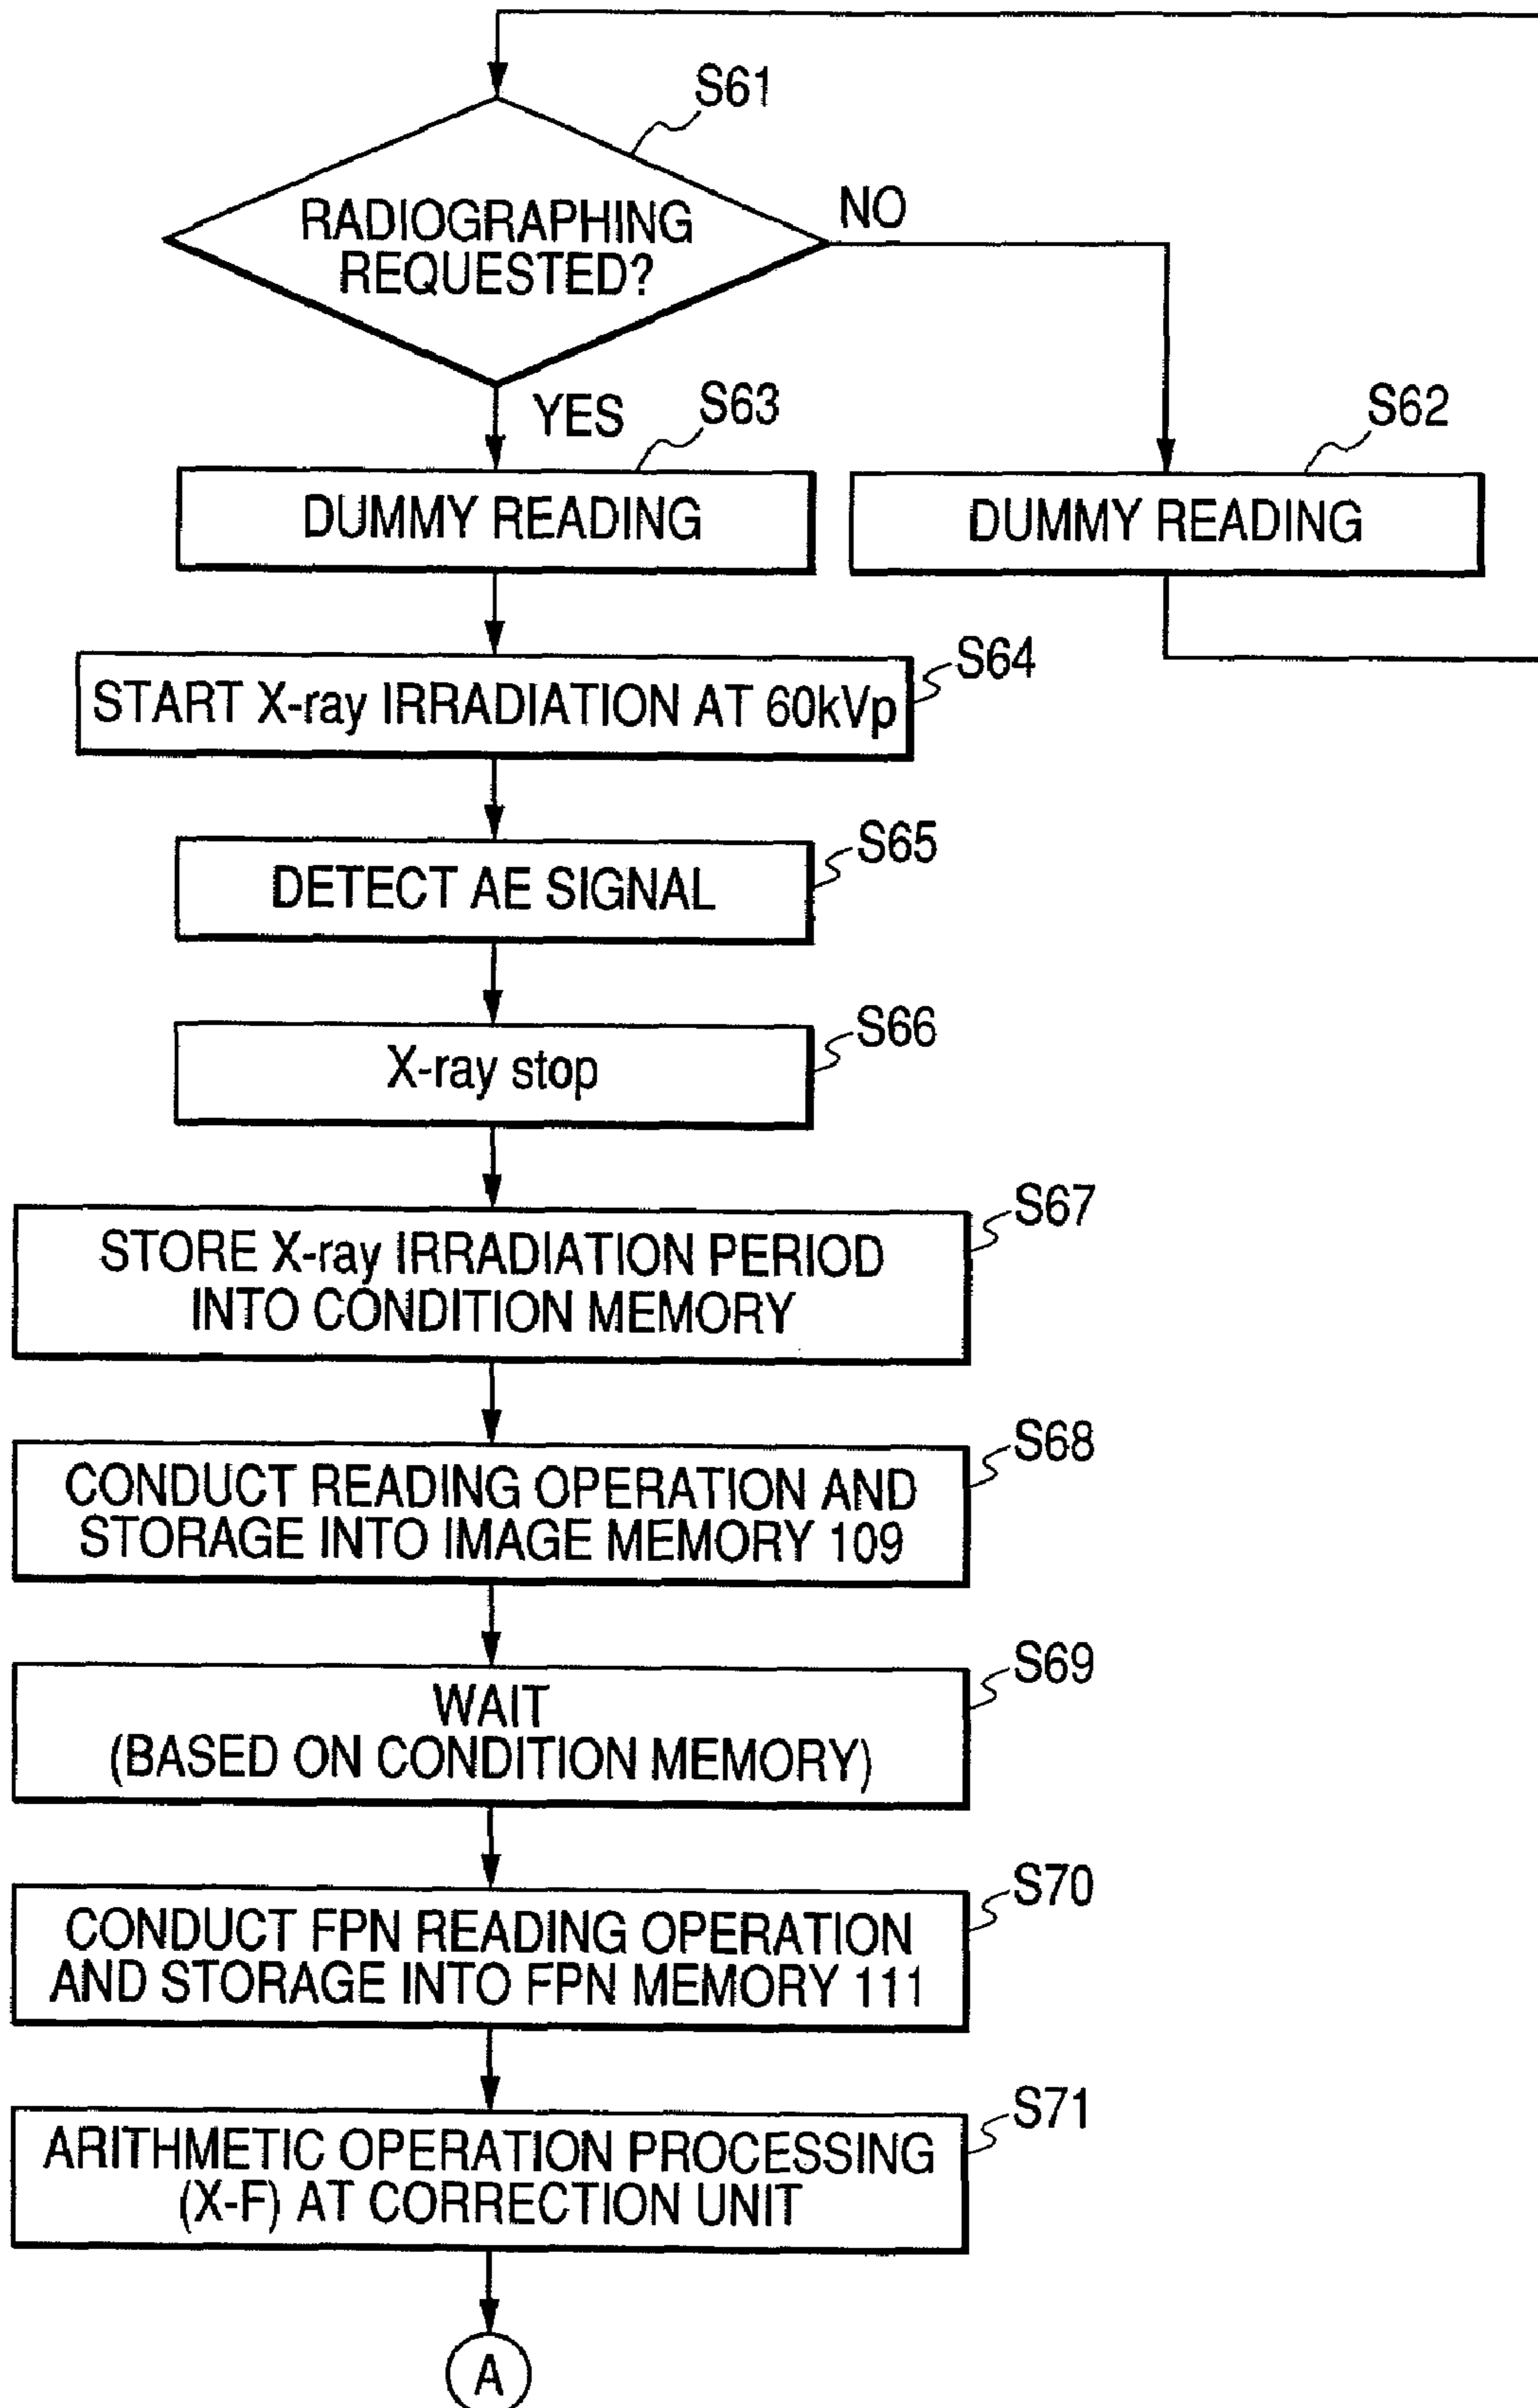 S61
RADIOGRAPHING
REQUESTED?
NO
YES
S63
DUMMY READING
S62
DUMMY READING
S64
START X-ray IRRADIATION AT 60kVp
S65
DETECT AE SIGNAL
S66
X-ray stop
S67
STORE X-ray IRRADIATION PERIOD
INTO CONDITION MEMORY
S68
CONDUCT READING OPERATION AND
STORAGE INTO IMAGE MEMORY 109
S69
WAIT
(BASED ON CONDITION MEMORY)
S70
CONDUCT FPN READING OPERATION
AND STORAGE INTO FPN MEMORY 111
S71
ARITHMETIC OPERATION PROCESSING
(X-F) AT CORRECTION UNIT
A